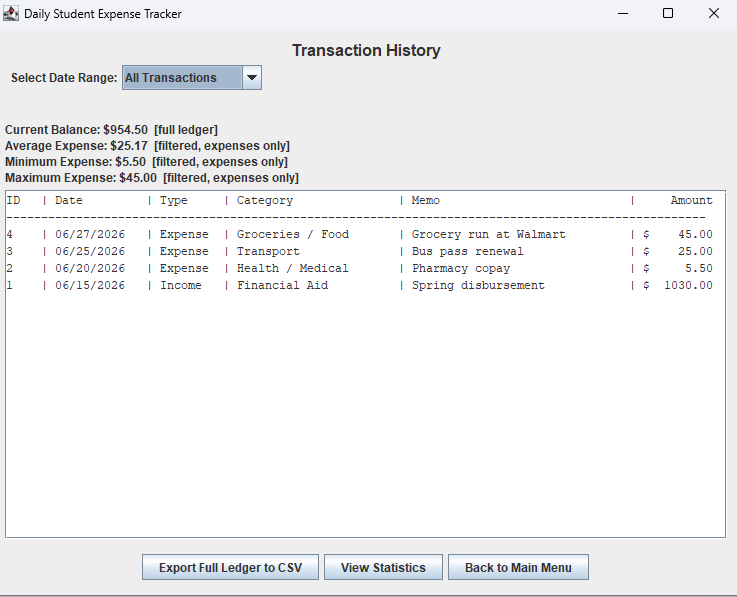 Daily Student Expense Tracker
Transaction History
Select Date Range: All Transactions
Current Balance: $954.50 [full ledger]
Average Expense: $25.17 [filtered, expenses only]
Minimum Expense: $5.50 [filtered, expenses only]
Maximum Expense: $45.00 [filtered, expenses only]
ID | Date | Type | Category | Memo | Amount
----------------------------------------------------------------------------------------------------
4 | 06/27/2026 | Expense | Groceries / Food | Grocery run at Walmart | $ 45.00
3 | 06/25/2026 | Expense | Transport | Bus pass renewal | $ 25.00
2 | 06/20/2026 | Expense | Health / Medical | Pharmacy copay | $ 5.50
1 | 06/15/2026 | Income | Financial Aid | Spring disbursement | $ 1030.00
Export Full Ledger to CSV View Statistics Back to Main Menu